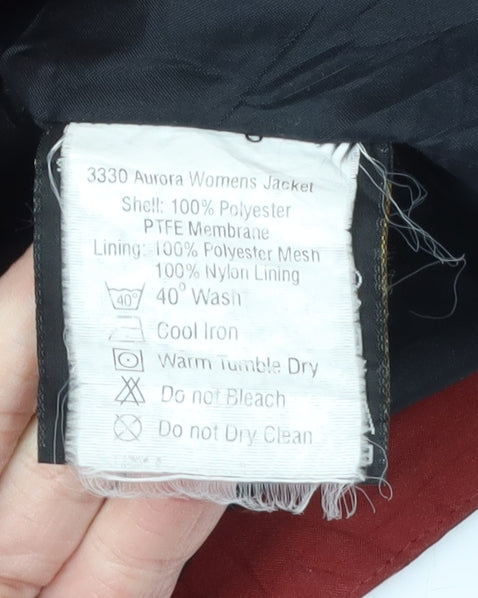 3330 Aurora Womens Jacket
Shell: 100% Polyester
PTFE Membrane
Lining: 100% Polyester Mesh
100% Nylon Lining
40° 40° Wash
Cool Iron
Warm Tumble Dry
Do not Bleach
Do not Dry Clean